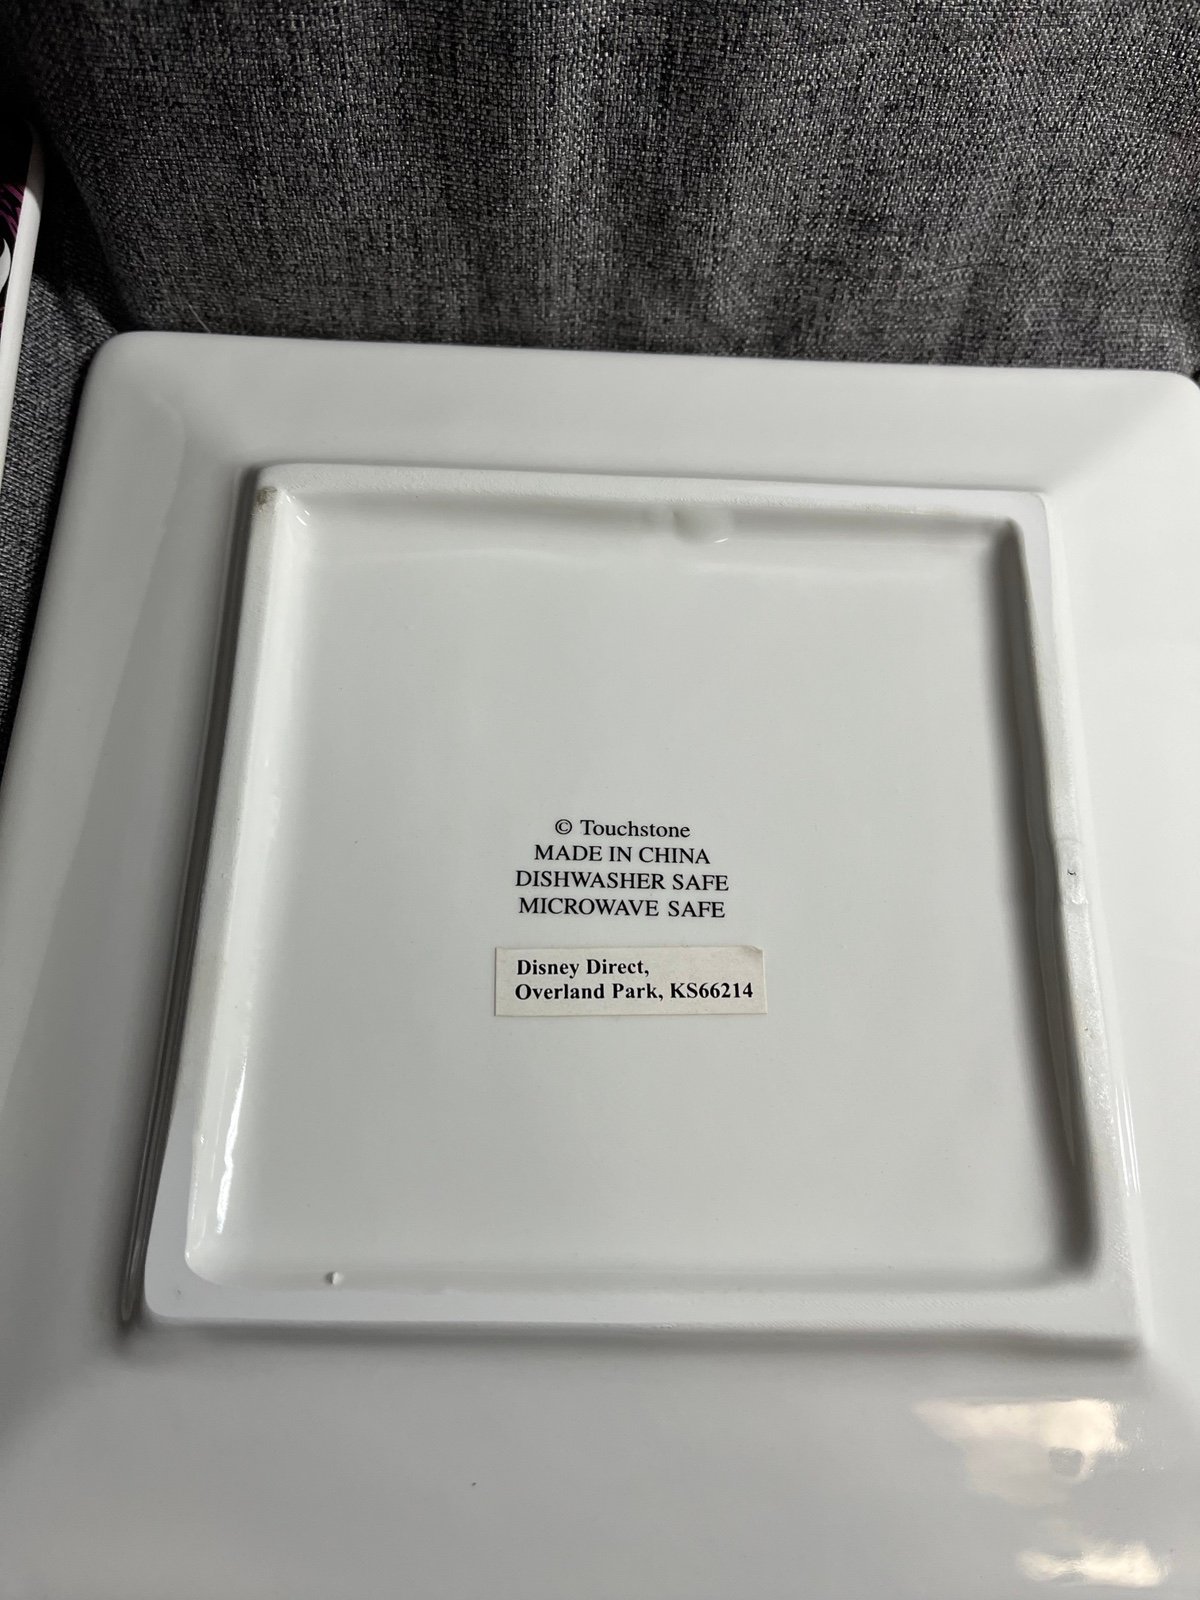 © Touchstone
MADE IN CHINA
DISHWASHER SAFE
MICROWAVE SAFE
Disney Direct,
Overland Park, KS66214